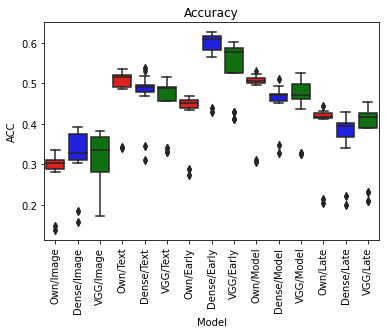 Accuracy
ACC
0.6
0.5
0.4
0.3
0.2
Own/Image
Dense/Image
VGG/Image
Own/Text
Dense/Text
VGG/Text
Own/Early
Dense/Early
VGG/Early
Own/Model
Dense/Model
VGG/Model
Own/Late
Dense/Late
VGG/Late
Model